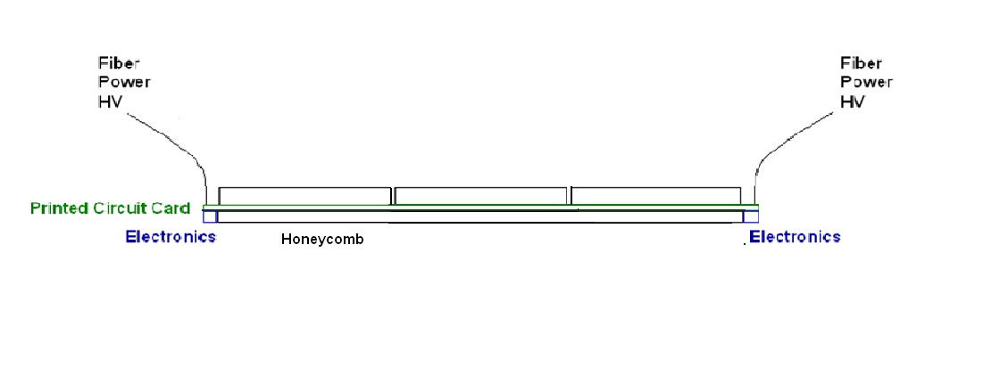 Fiber
Power
HV
Fiber
Power
HV
Printed Circuit Card
Electronics
Honeycomb
Electronics